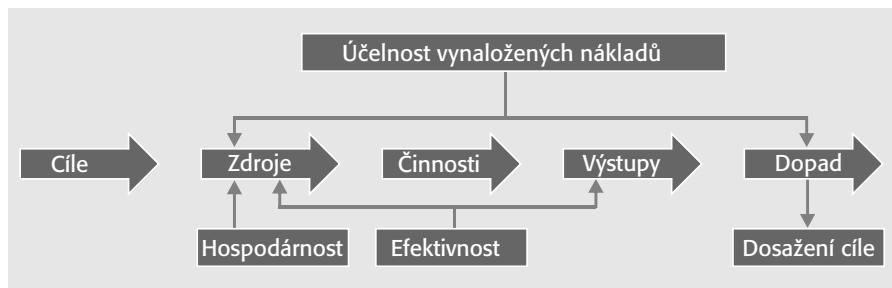 Účelnost vynaložených nákladů
Cíle
Zdroje
Činnosti
Výstupy
Dopad
Hospodárnost
Efektivnost
Dosažení cíle